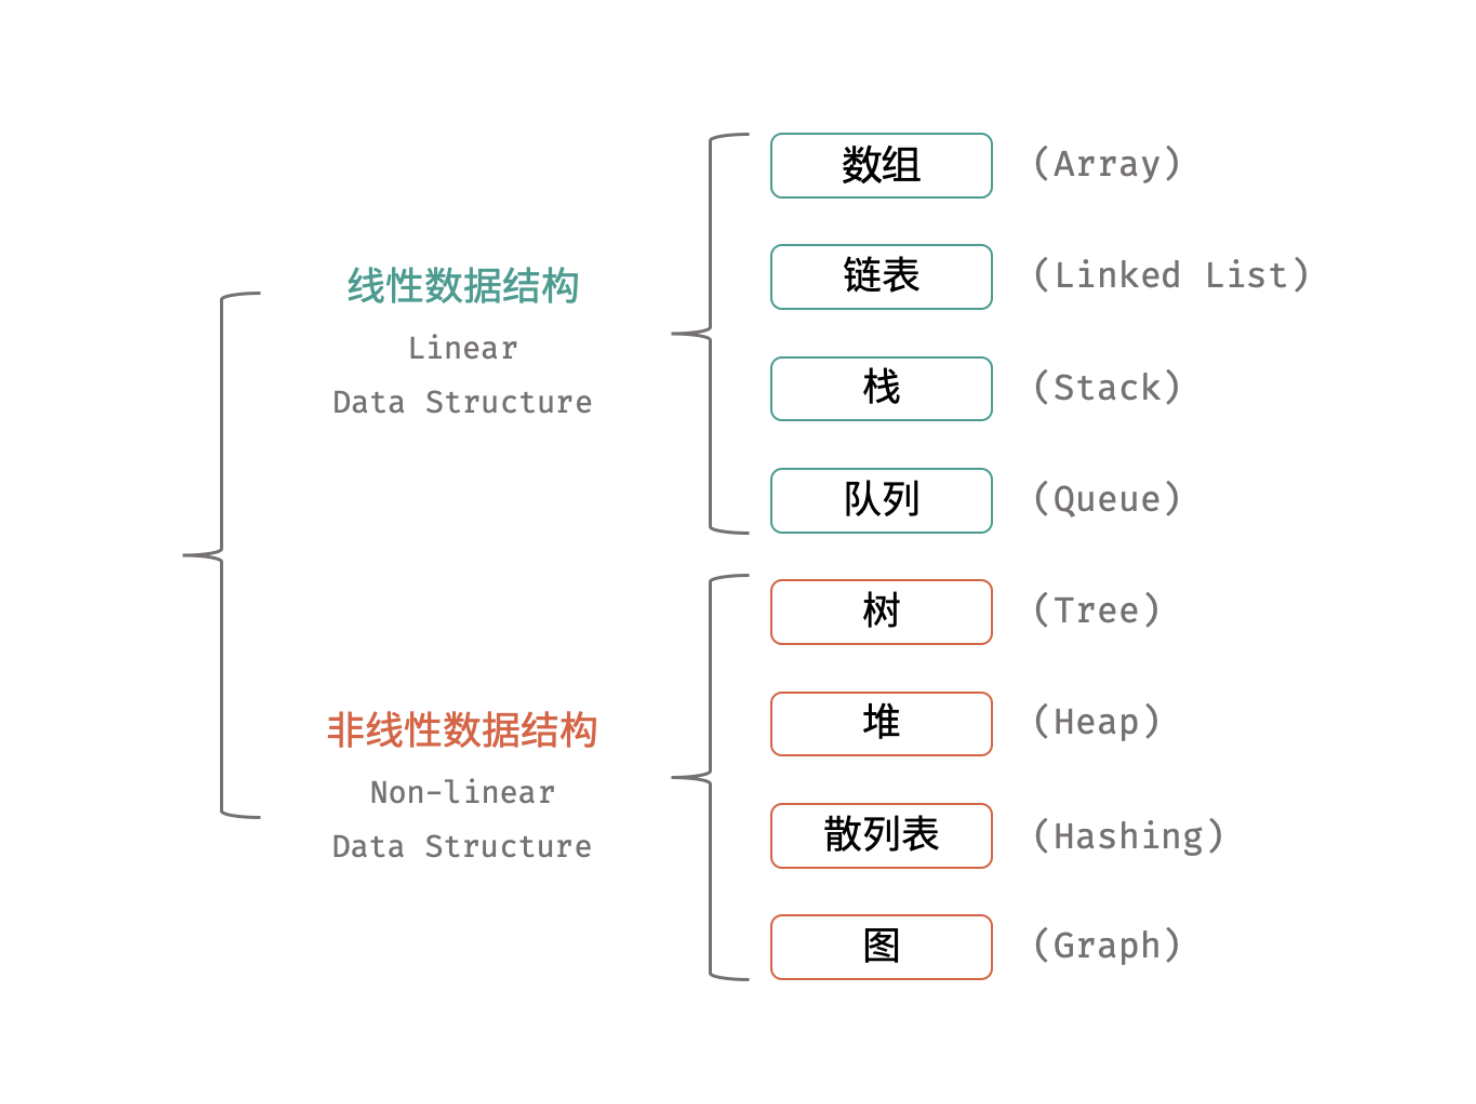 线性数据结构
Linear
Data Structure
数组 (Array)
链表 (Linked List)
栈 (Stack)
队列 (Queue)
非线性数据结构
Non-linear
Data Structure
树 (Tree)
堆 (Heap)
散列表 (Hashing)
图 (Graph)